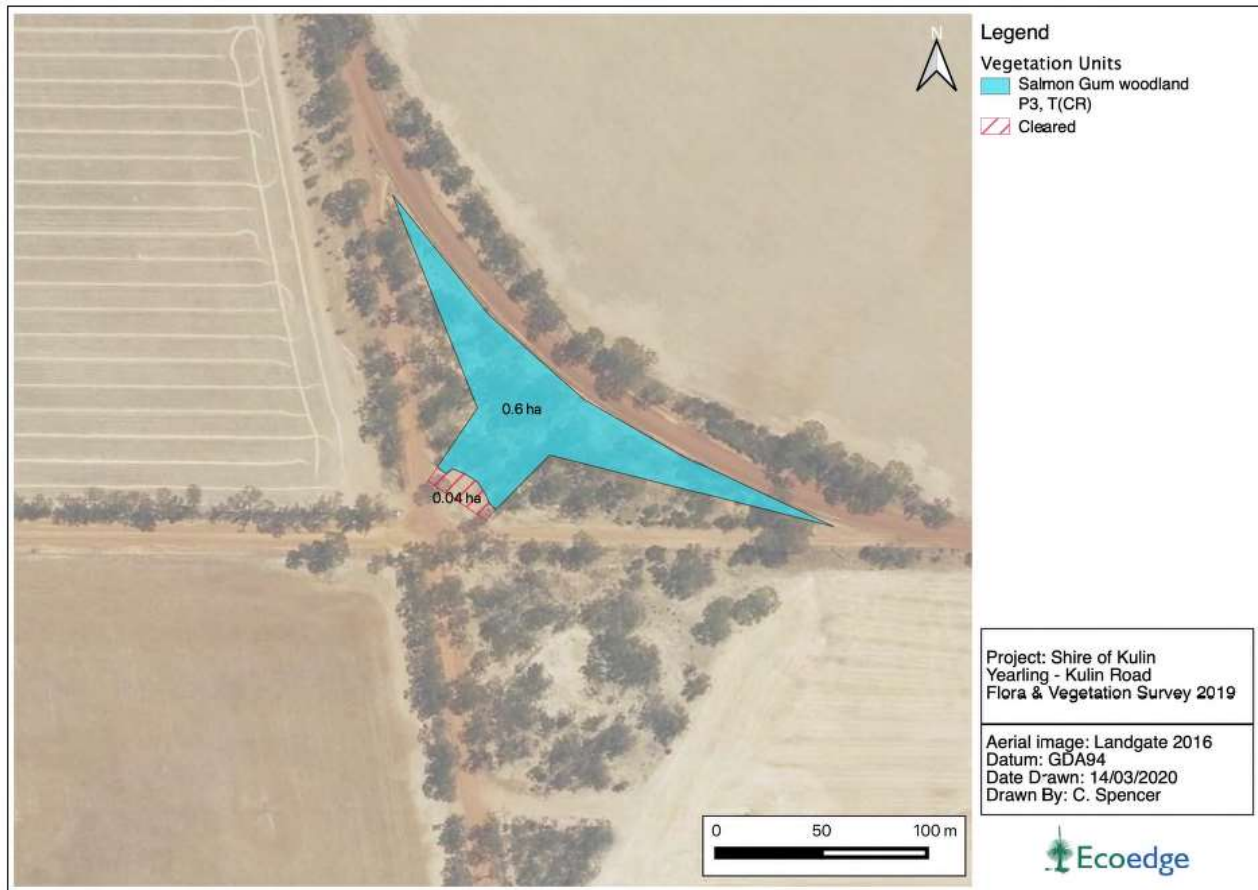 N
Legend
Vegetation Units
Salmon Gum woodland
P3, T(CR)
Cleared
0.6 ha
0.04 ha
Project: Shire of Kulin
Yearling - Kulin Road
Flora & Vegetation Survey 2019
Aerial image: Landgate 2016
Datum: GDA94
Date Drawn: 14/03/2020
Drawn By: C. Spencer
0 50 100 m
Ecoedge